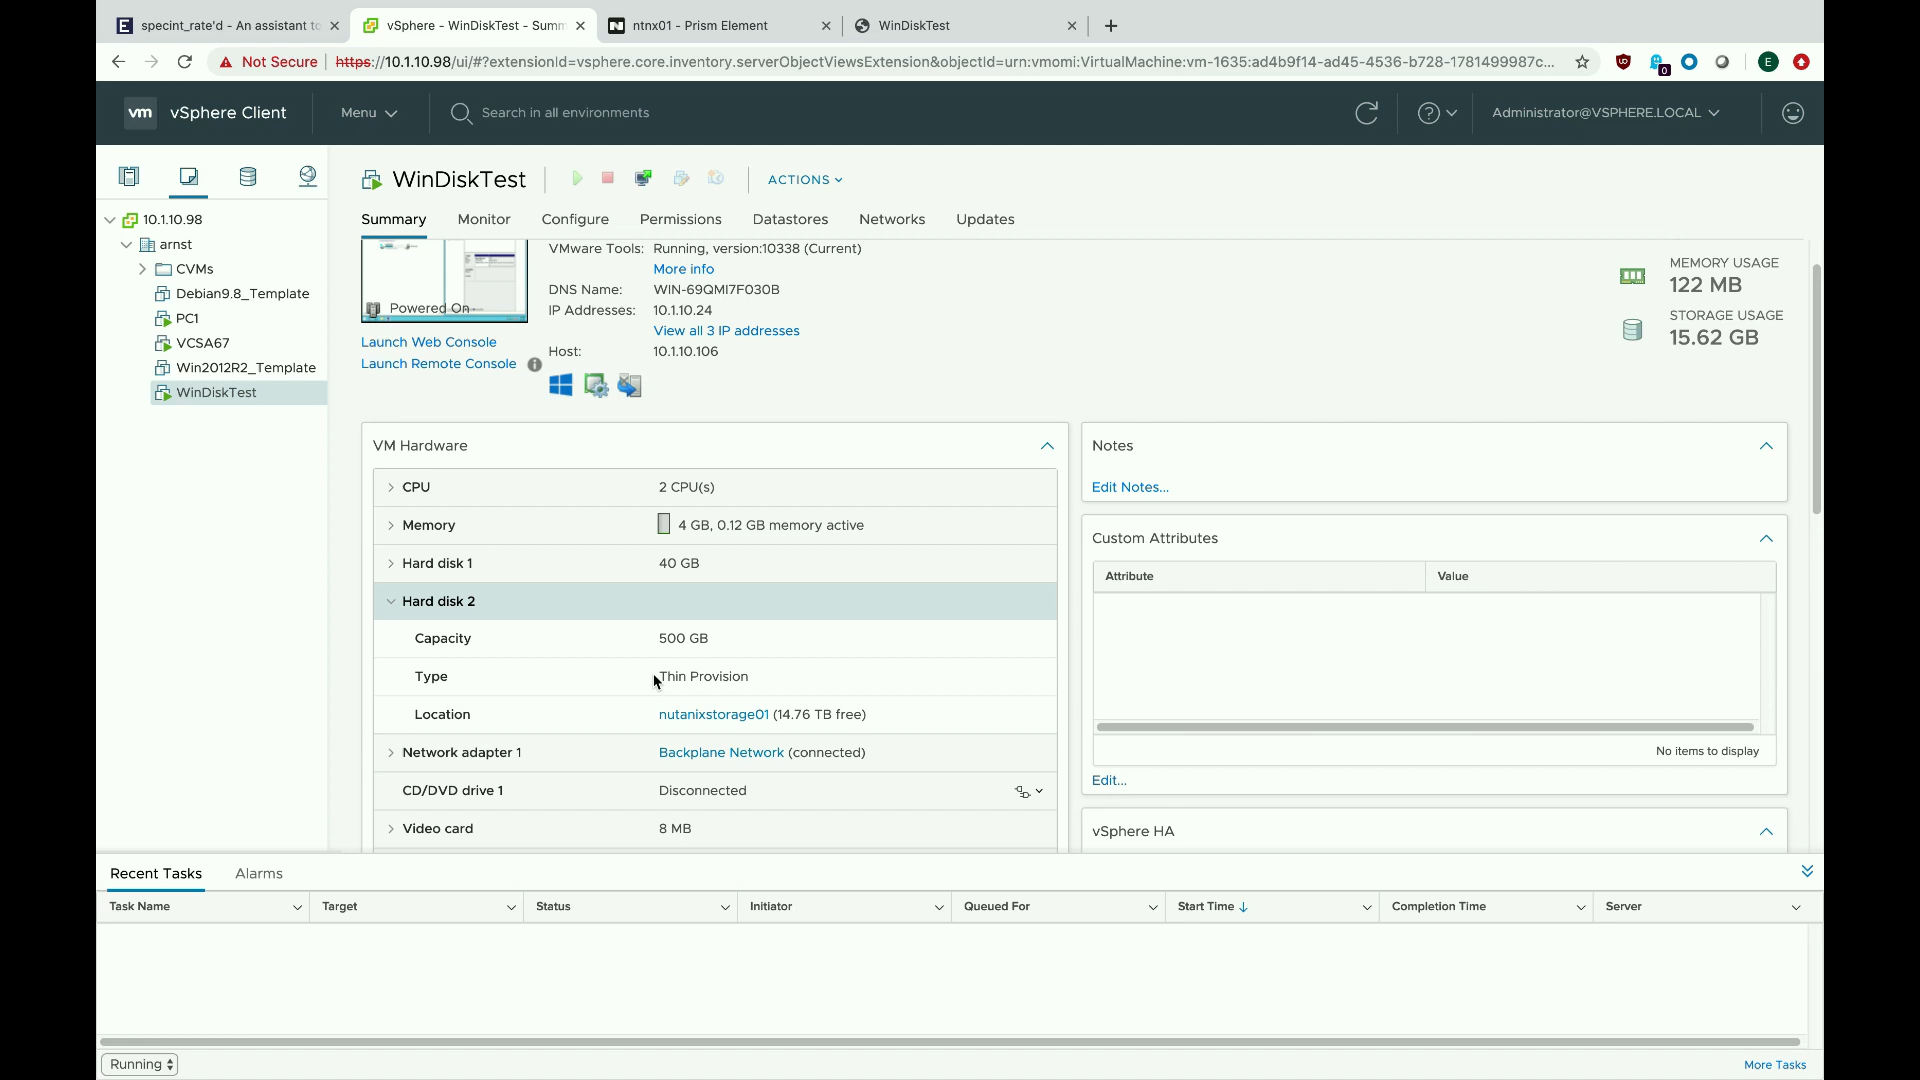 specint_rate'd - An assistant to
vSphere - WinDiskTest - Summ
ntnx01 - Prism Element
WinDiskTest
Not Secure
https://10.1.10.98/ui/#?extensionId=vsphere.core.inventory.serverObjectViewsExtension&objectId=urn:vmomi:VirtualMachine:vm-1635:ad4b9f14-ad45-4536-b728-1781499987c...
0
E
vm
vSphere Client
Menu
Search in all environments
Administrator@VSPHERE.LOCAL
10.1.10.98
arnst
CVMs
Debian9.8_Template
PC1
VCSA67
Win2012R2_Template
WinDiskTest
WinDiskTest
ACTIONS
Summary
Monitor
Configure
Permissions
Datastores
Networks
Updates
Powered On
Launch Web Console
Launch Remote Console
VMware Tools: Running, version:10338 (Current)
More info
DNS Name: WIN-69QMI7F030B
IP Addresses: 10.1.10.24
View all 3 IP addresses
Host: 10.1.10.106
MEMORY USAGE
122 MB
STORAGE USAGE
15.62 GB
VM Hardware
CPU 2 CPU(s)
Memory 4 GB, 0.12 GB memory active
Hard disk 1 40 GB
Hard disk 2
Capacity 500 GB
Type Thin Provision
Location nutanixstorage01 (14.76 TB free)
Network adapter 1 Backplane Network (connected)
CD/DVD drive 1 Disconnected
Video card 8 MB
Notes
Edit Notes...
Custom Attributes
Attribute Value
No items to display
Edit...
vSphere HA
Recent Tasks Alarms
Task Name Target Status Initiator Queued For Start Time Completion Time Server
Running
More Tasks